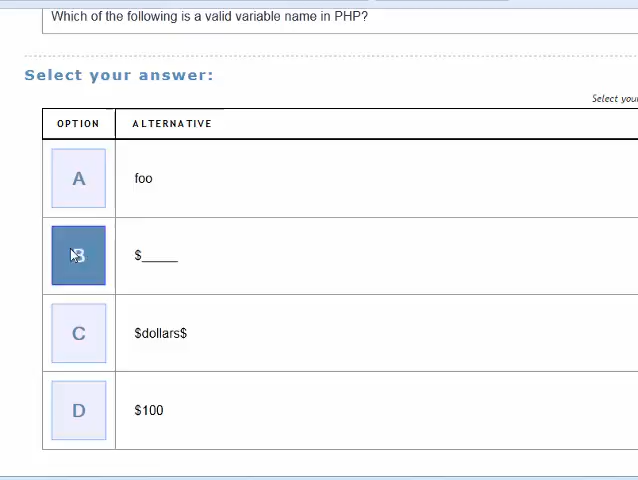 Which of the following is a valid variable name in PHP?
Select your answer:
Select your
OPTION ALTERNATIVE
A foo
B $_____
C $dollars$
D $100